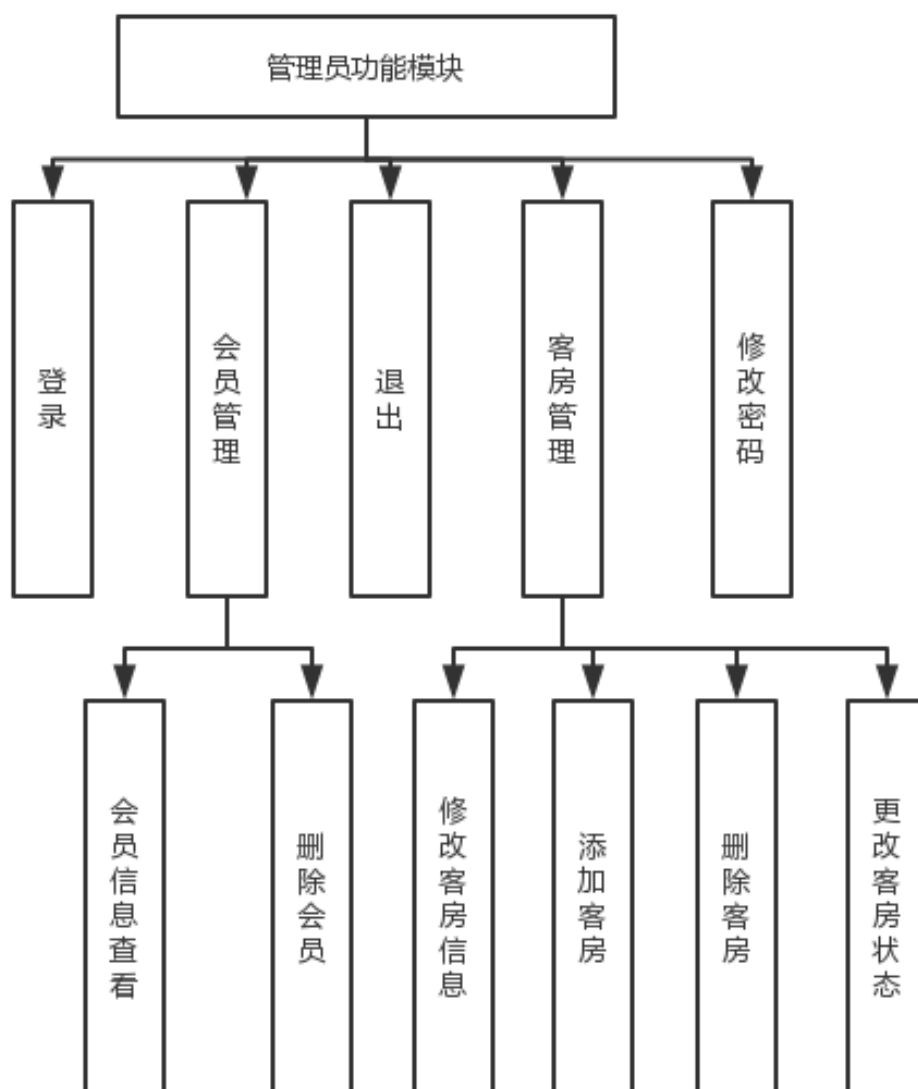 管理员功能模块
登录
会员管理
退出
客房管理
修改密码
会员信息查看
删除会员
修改客房信息
添加客房
删除客房
更改客房状态